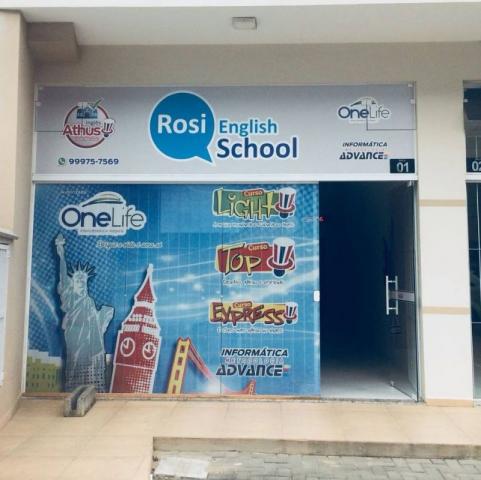 Inglês
Athus
99975-7569
Rosi
English
School
OneLife
INFORMÁTICA
ADVANCE
01
02
OneLife
Curso
LIGHT
Curso
TOP
Curso
EXPRESS
INFORMÁTICA
ADVANCE